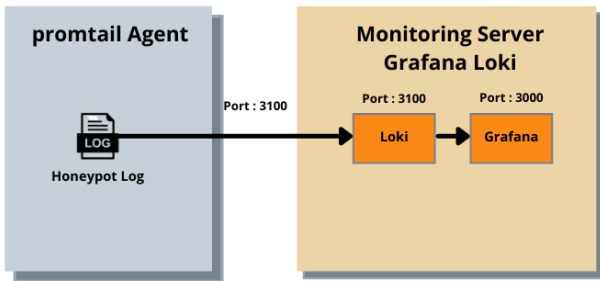 promtail Agent
LOG
Honeypot Log
Port : 3100
Monitoring Server
Grafana Loki
Port : 3100
Port : 3000
Loki
Grafana